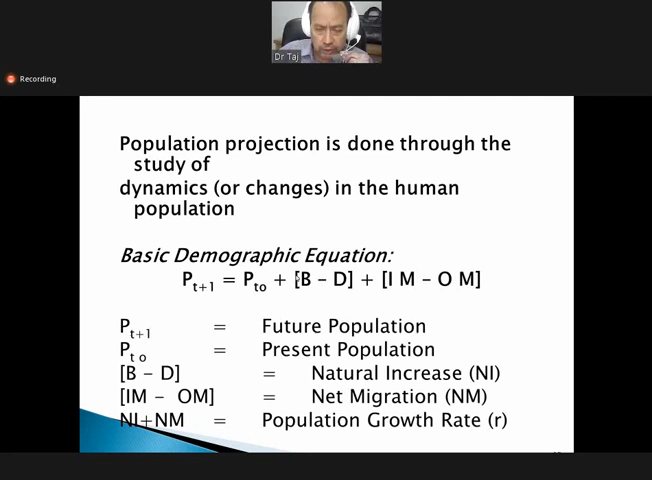 Dr Taj
Recording
Population projection is done through the
study of
dynamics (or changes) in the human
population
Basic Demographic Equation:
Pt+1 = Pto + [B – D] + [I M – O M]
Pt+1 = Future Population
Pt o = Present Population
[B – D] = Natural Increase (NI)
[IM – OM] = Net Migration (NM)
NI+NM = Population Growth Rate (r)